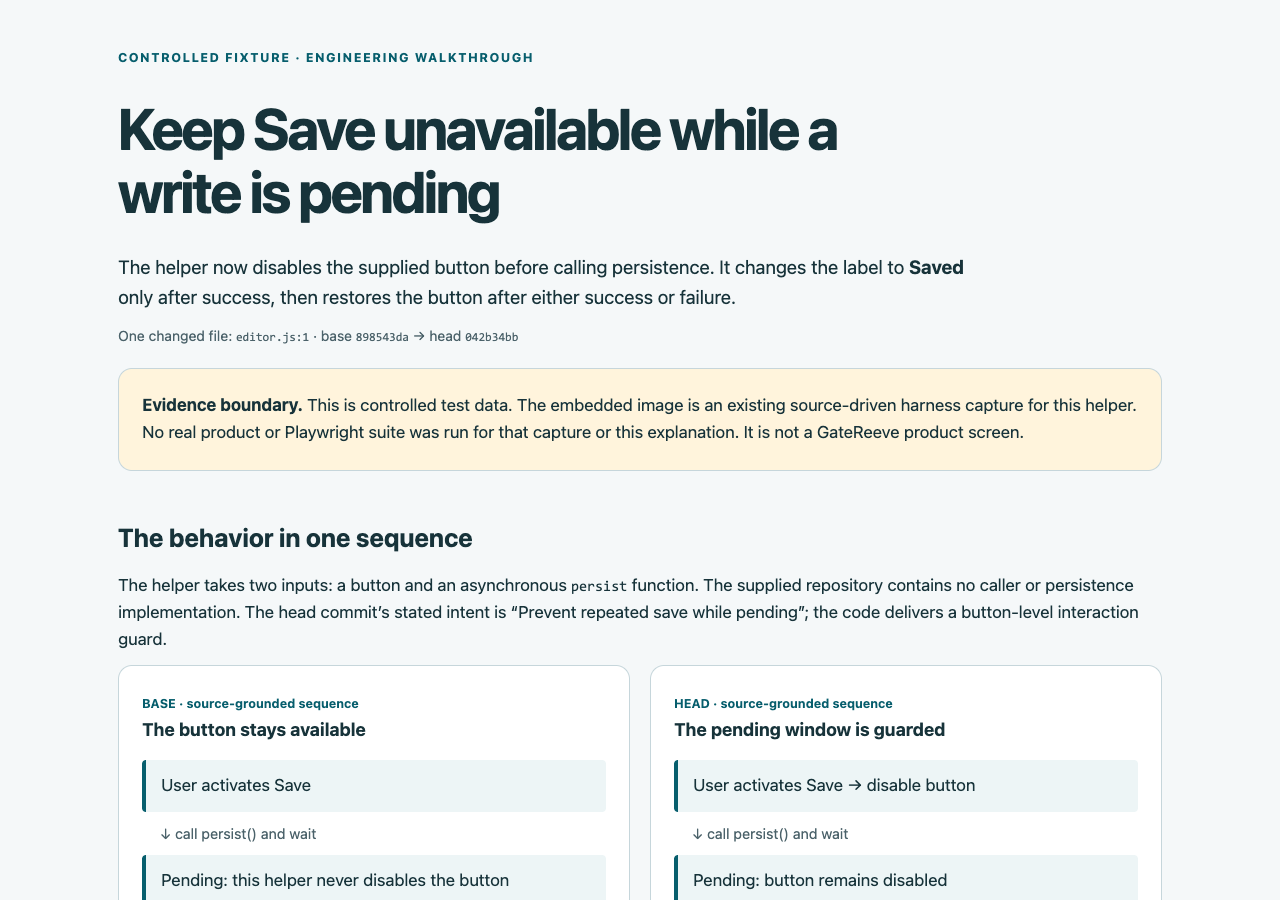 CONTROLLED FIXTURE · ENGINEERING WALKTHROUGH
Keep Save unavailable while a
write is pending
The helper now disables the supplied button before calling persistence. It changes the label to Saved
only after success, then restores the button after either success or failure.
One changed file: editor.js:1 · base 898543da → head 042b34bb
Evidence boundary. This is controlled test data. The embedded image is an existing source-driven harness capture for this helper.
No real product or Playwright suite was run for that capture or this explanation. It is not a GateReeve product screen.
The behavior in one sequence
The helper takes two inputs: a button and an asynchronous persist function. The supplied repository contains no caller or persistence
implementation. The head commit’s stated intent is “Prevent repeated save while pending”; the code delivers a button-level interaction
guard.
BASE · source-grounded sequence
The button stays available
User activates Save
↓ call persist() and wait
Pending: this helper never disables the button
HEAD · source-grounded sequence
The pending window is guarded
User activates Save → disable button
↓ call persist() and wait
Pending: button remains disabled